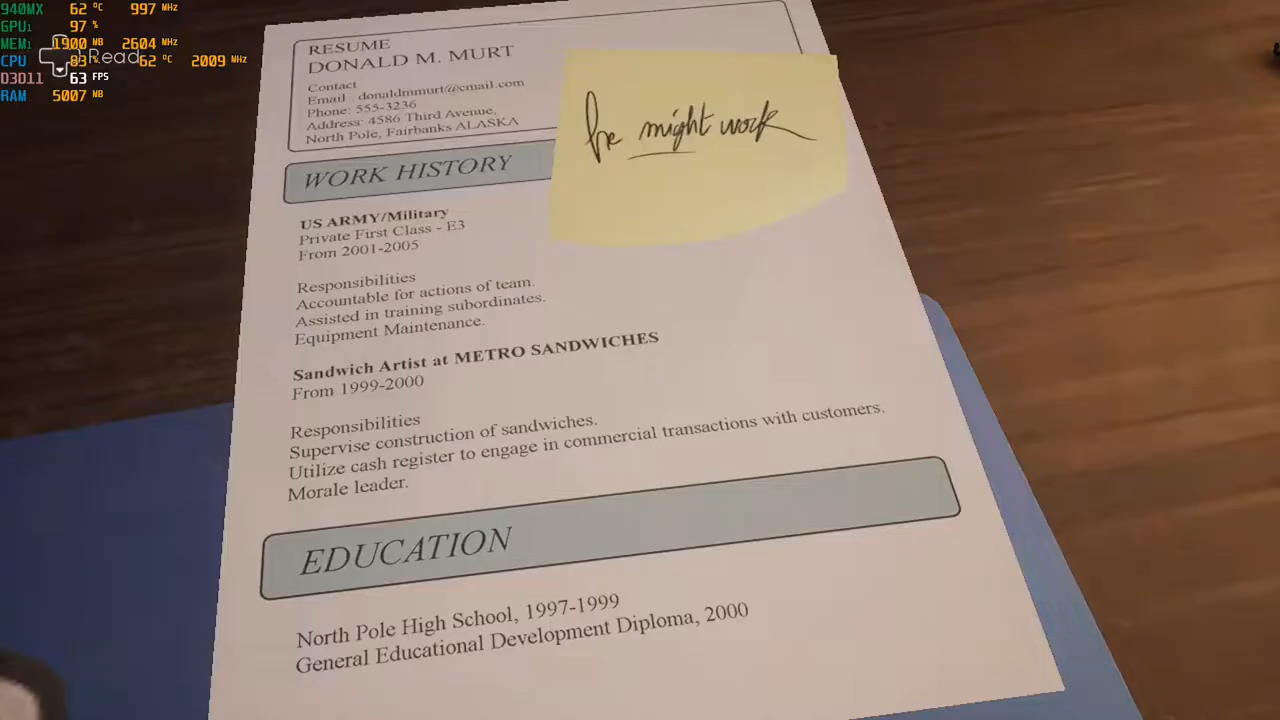 940MX 62 °C 997 MHz
GPU1 97 %
MEM1 1900 MB 2604 MHz
CPU 83 % 62 °C 2009 MHz
D3D11 63 FPS
RAM 5007 MB
Read
RESUME
DONALD M. MURT
Contact
Email : donaldmmurt@cmail.com
Phone: 555-3236
Address: 4586 Third Avenue,
North Pole, Fairbanks ALASKA
he might work
WORK HISTORY
US ARMY/Military
Private First Class - E3
From 2001-2005
Responsibilities
Accountable for actions of team.
Assisted in training subordinates.
Equipment Maintenance.
Sandwich Artist at METRO SANDWICHES
From 1999-2000
Responsibilities
Supervise construction of sandwiches.
Utilize cash register to engage in commercial transactions with customers.
Morale leader.
EDUCATION
North Pole High School, 1997-1999
General Educational Development Diploma, 2000